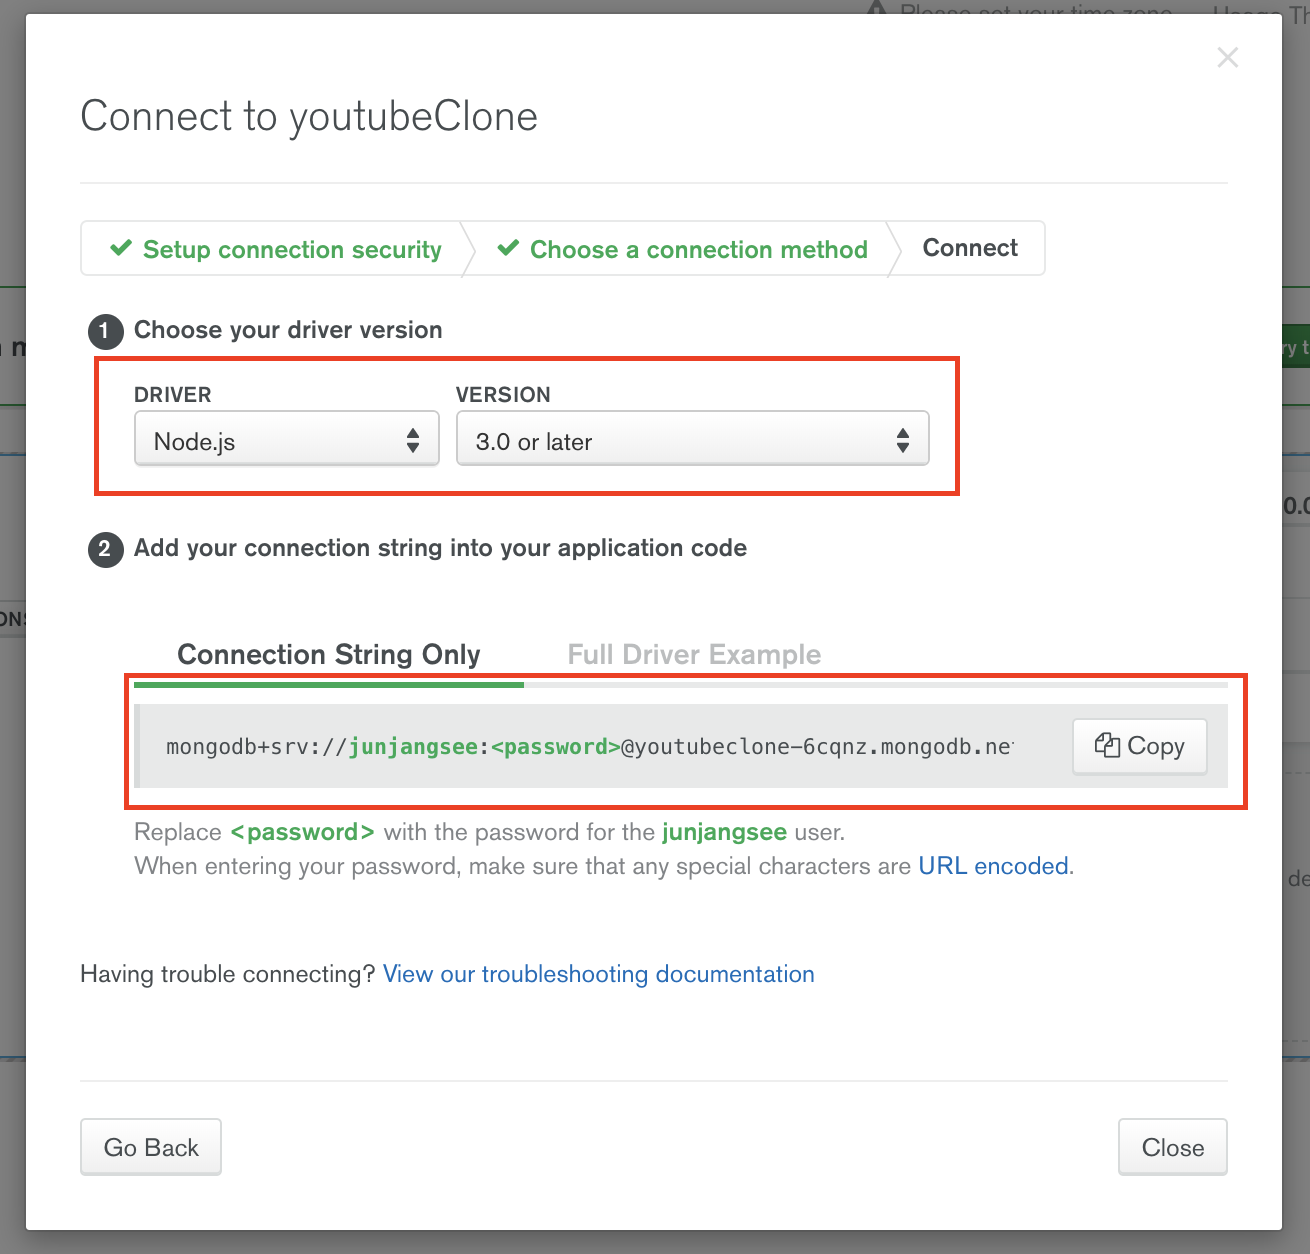 Please set your time zone
Usage Th
Connect to youtubeClone
Setup connection security
Choose a connection method
Connect
1 Choose your driver version
DRIVER VERSION
Node.js 3.0 or later
2 Add your connection string into your application code
Connection String Only Full Driver Example
mongodb+srv://junjangsee:<password>@youtubeclone-6cqnz.mongodb.ne
Copy
Replace <password> with the password for the junjangsee user.
When entering your password, make sure that any special characters are URL encoded.
Having trouble connecting? View our troubleshooting documentation
Go Back Close